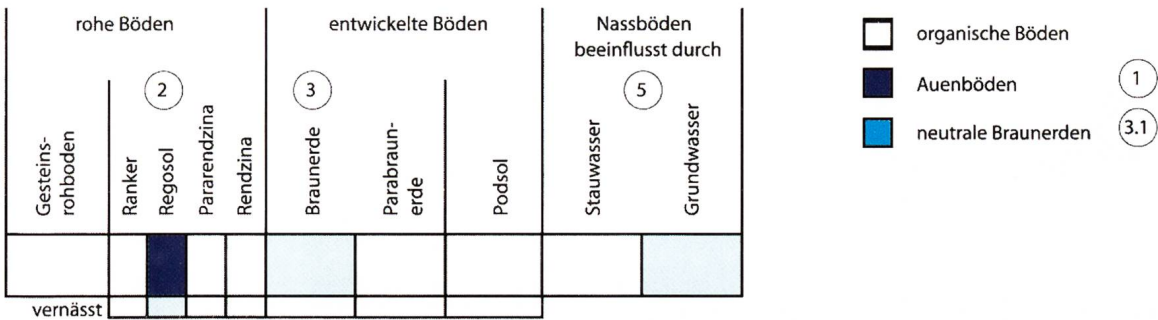 rohe Böden
entwickelte Böden
Nassböden
beeinflusst durch
2
3
5
Gesteins-
rohboden
Ranker
Regosol
Pararendzina
Rendzina
Braunerde
Parabraun-
erde
Podsol
Stauwasser
Grundwasser
vernässt
organische Böden
Auenböden
1
neutrale Braunerden
3.1